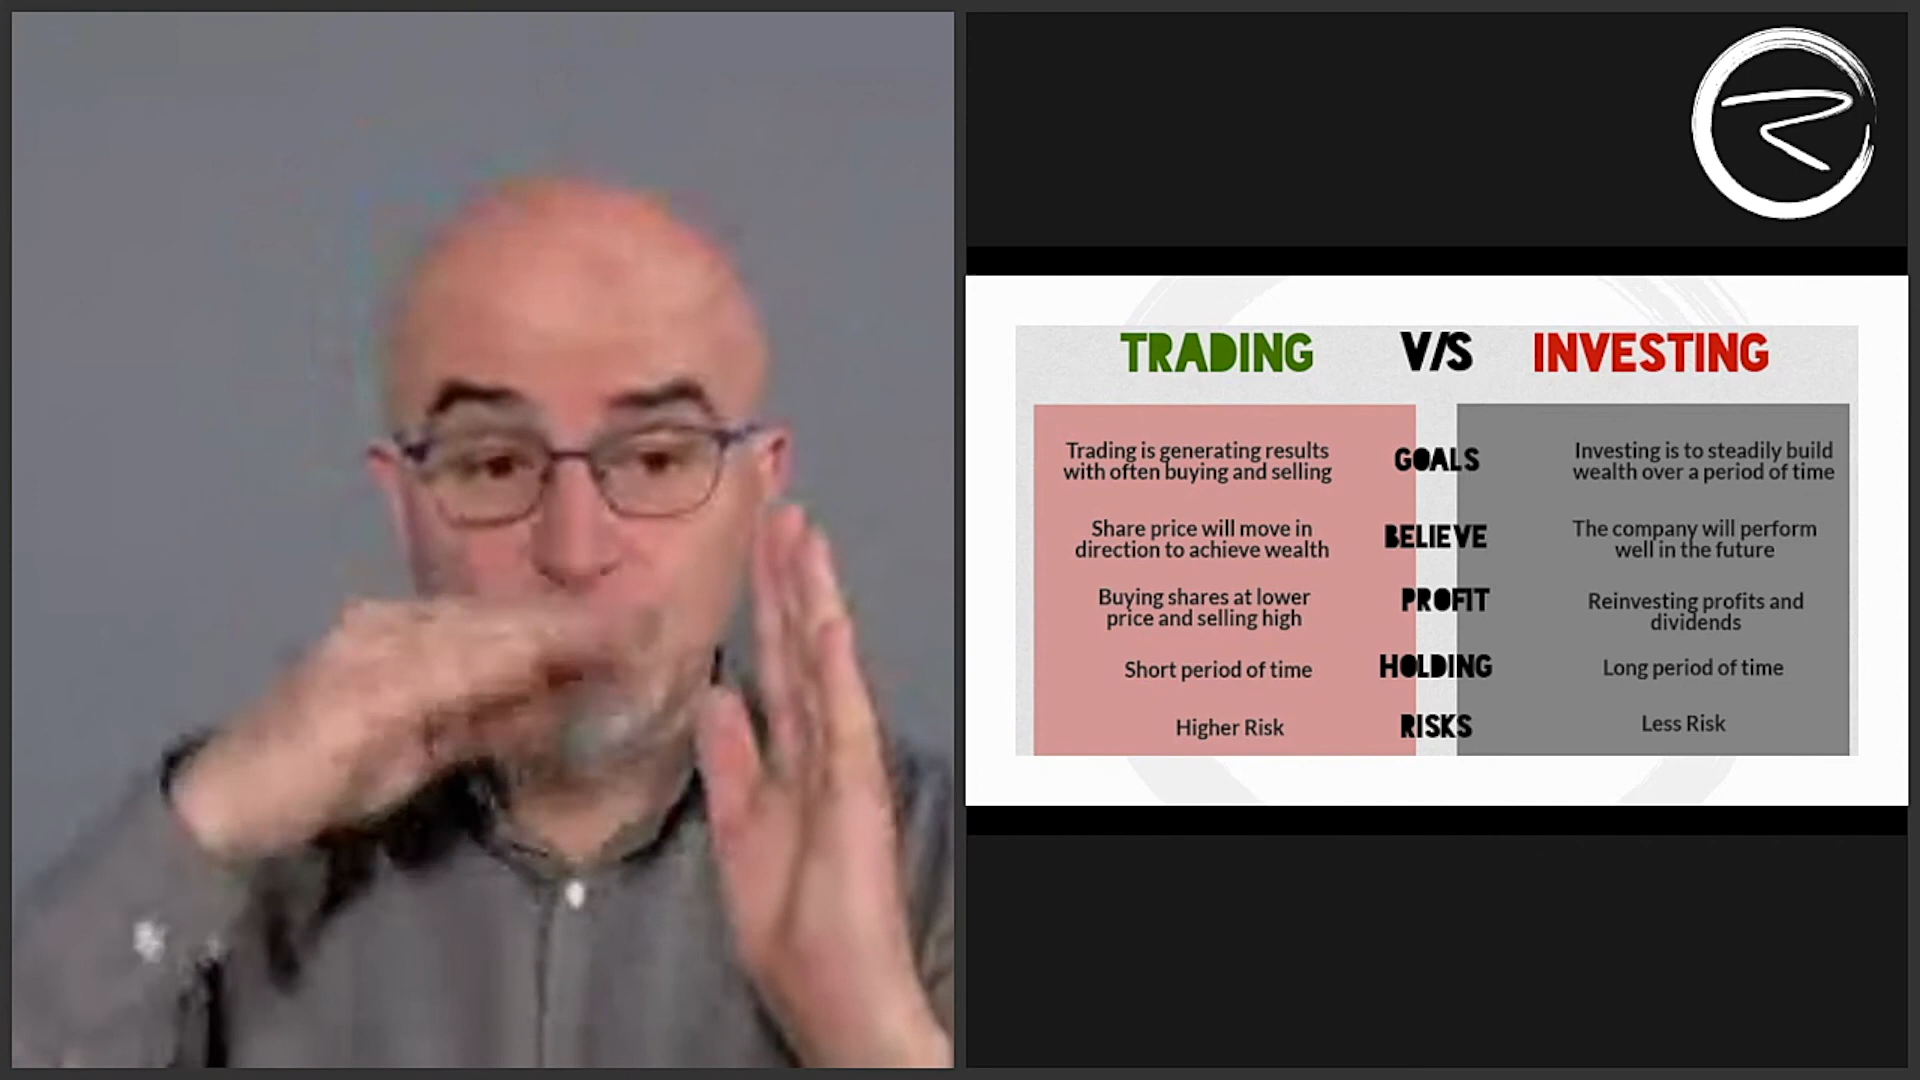 TRADING V/S INVESTING
Trading is generating results
with often buying and selling
GOALS
Investing is to steadily build
wealth over a period of time
Share price will move in
direction to achieve wealth
BELIEVE
The company will perform
well in the future
Buying shares at lower
price and selling high
PROFIT
Reinvesting profits and
dividends
Short period of time
HOLDING
Long period of time
Higher Risk
RISKS
Less Risk